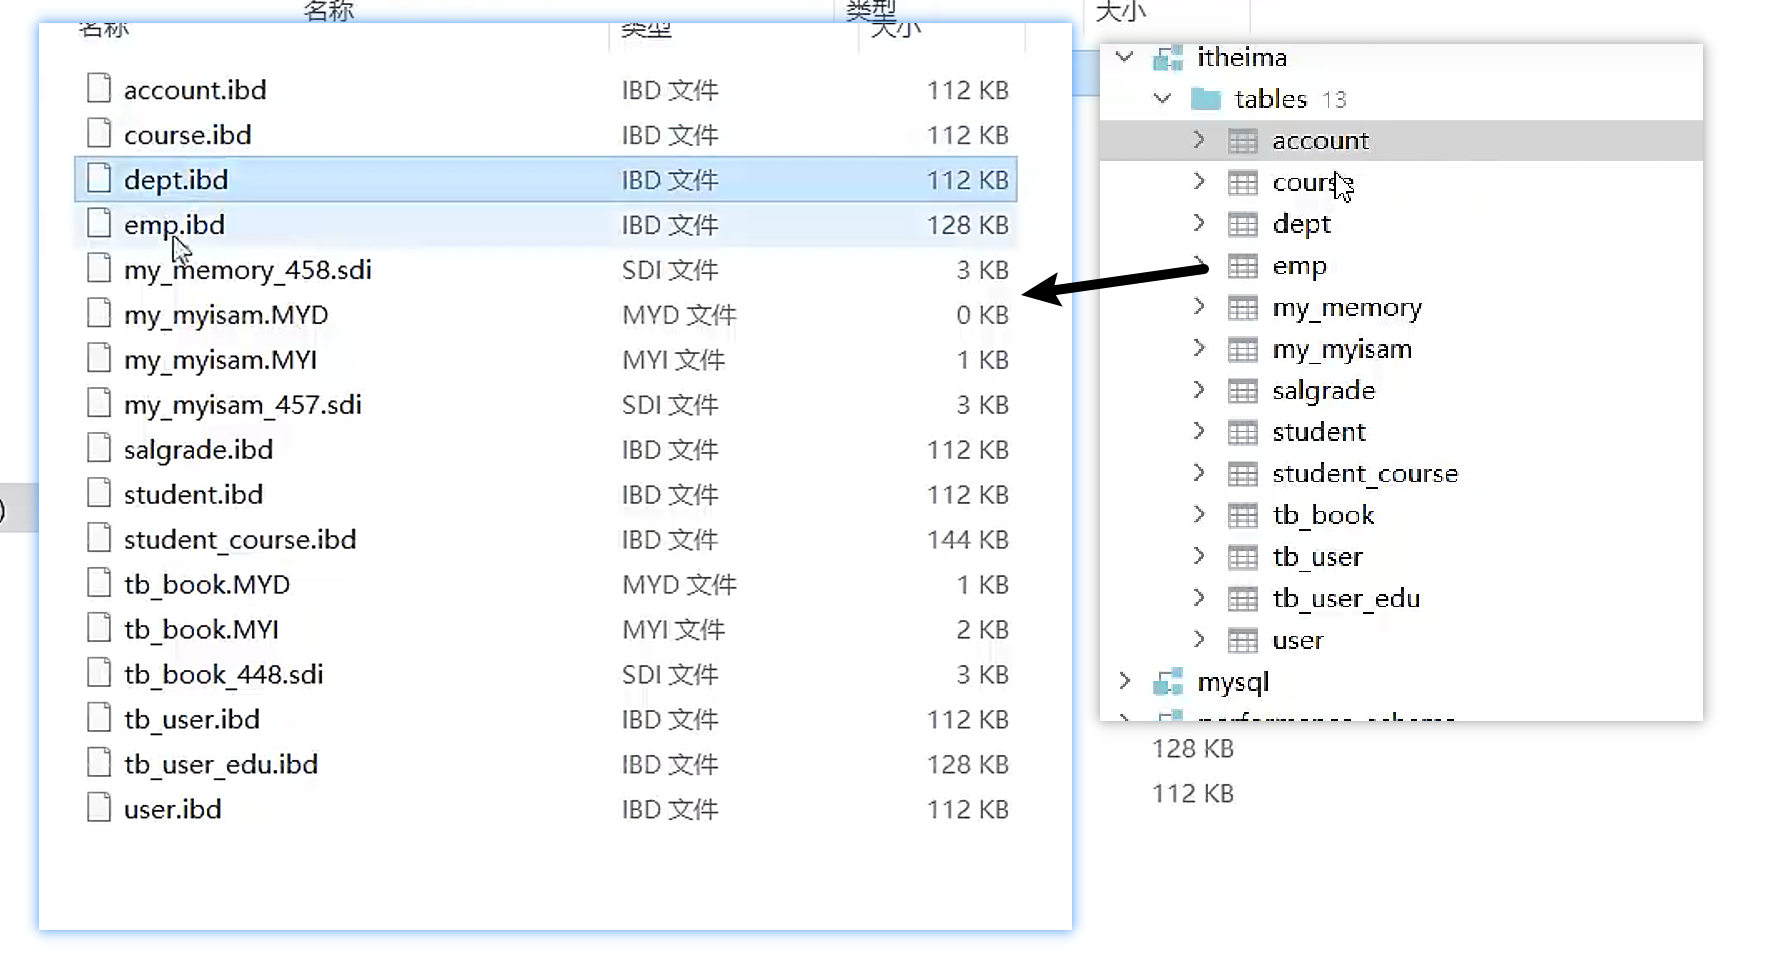 名称 类型 大小
名称 类型 大小
account.ibd IBD 文件 112 KB
course.ibd IBD 文件 112 KB
dept.ibd IBD 文件 112 KB
emp.ibd IBD 文件 128 KB
my_memory_458.sdi SDI 文件 3 KB
my_myisam.MYD MYD 文件 0 KB
my_myisam.MYI MYI 文件 1 KB
my_myisam_457.sdi SDI 文件 3 KB
salgrade.ibd IBD 文件 112 KB
student.ibd IBD 文件 112 KB
student_course.ibd IBD 文件 144 KB
tb_book.MYD MYD 文件 1 KB
tb_book.MYI MYI 文件 2 KB
tb_book_448.sdi SDI 文件 3 KB
tb_user.ibd IBD 文件 112 KB
tb_user_edu.ibd IBD 文件 128 KB
user.ibd IBD 文件 112 KB
)
itheima
tables 13
account
course
dept
emp
my_memory
my_myisam
salgrade
student
student_course
tb_book
tb_user
tb_user_edu
user
mysql
performance_schema
128 KB
112 KB